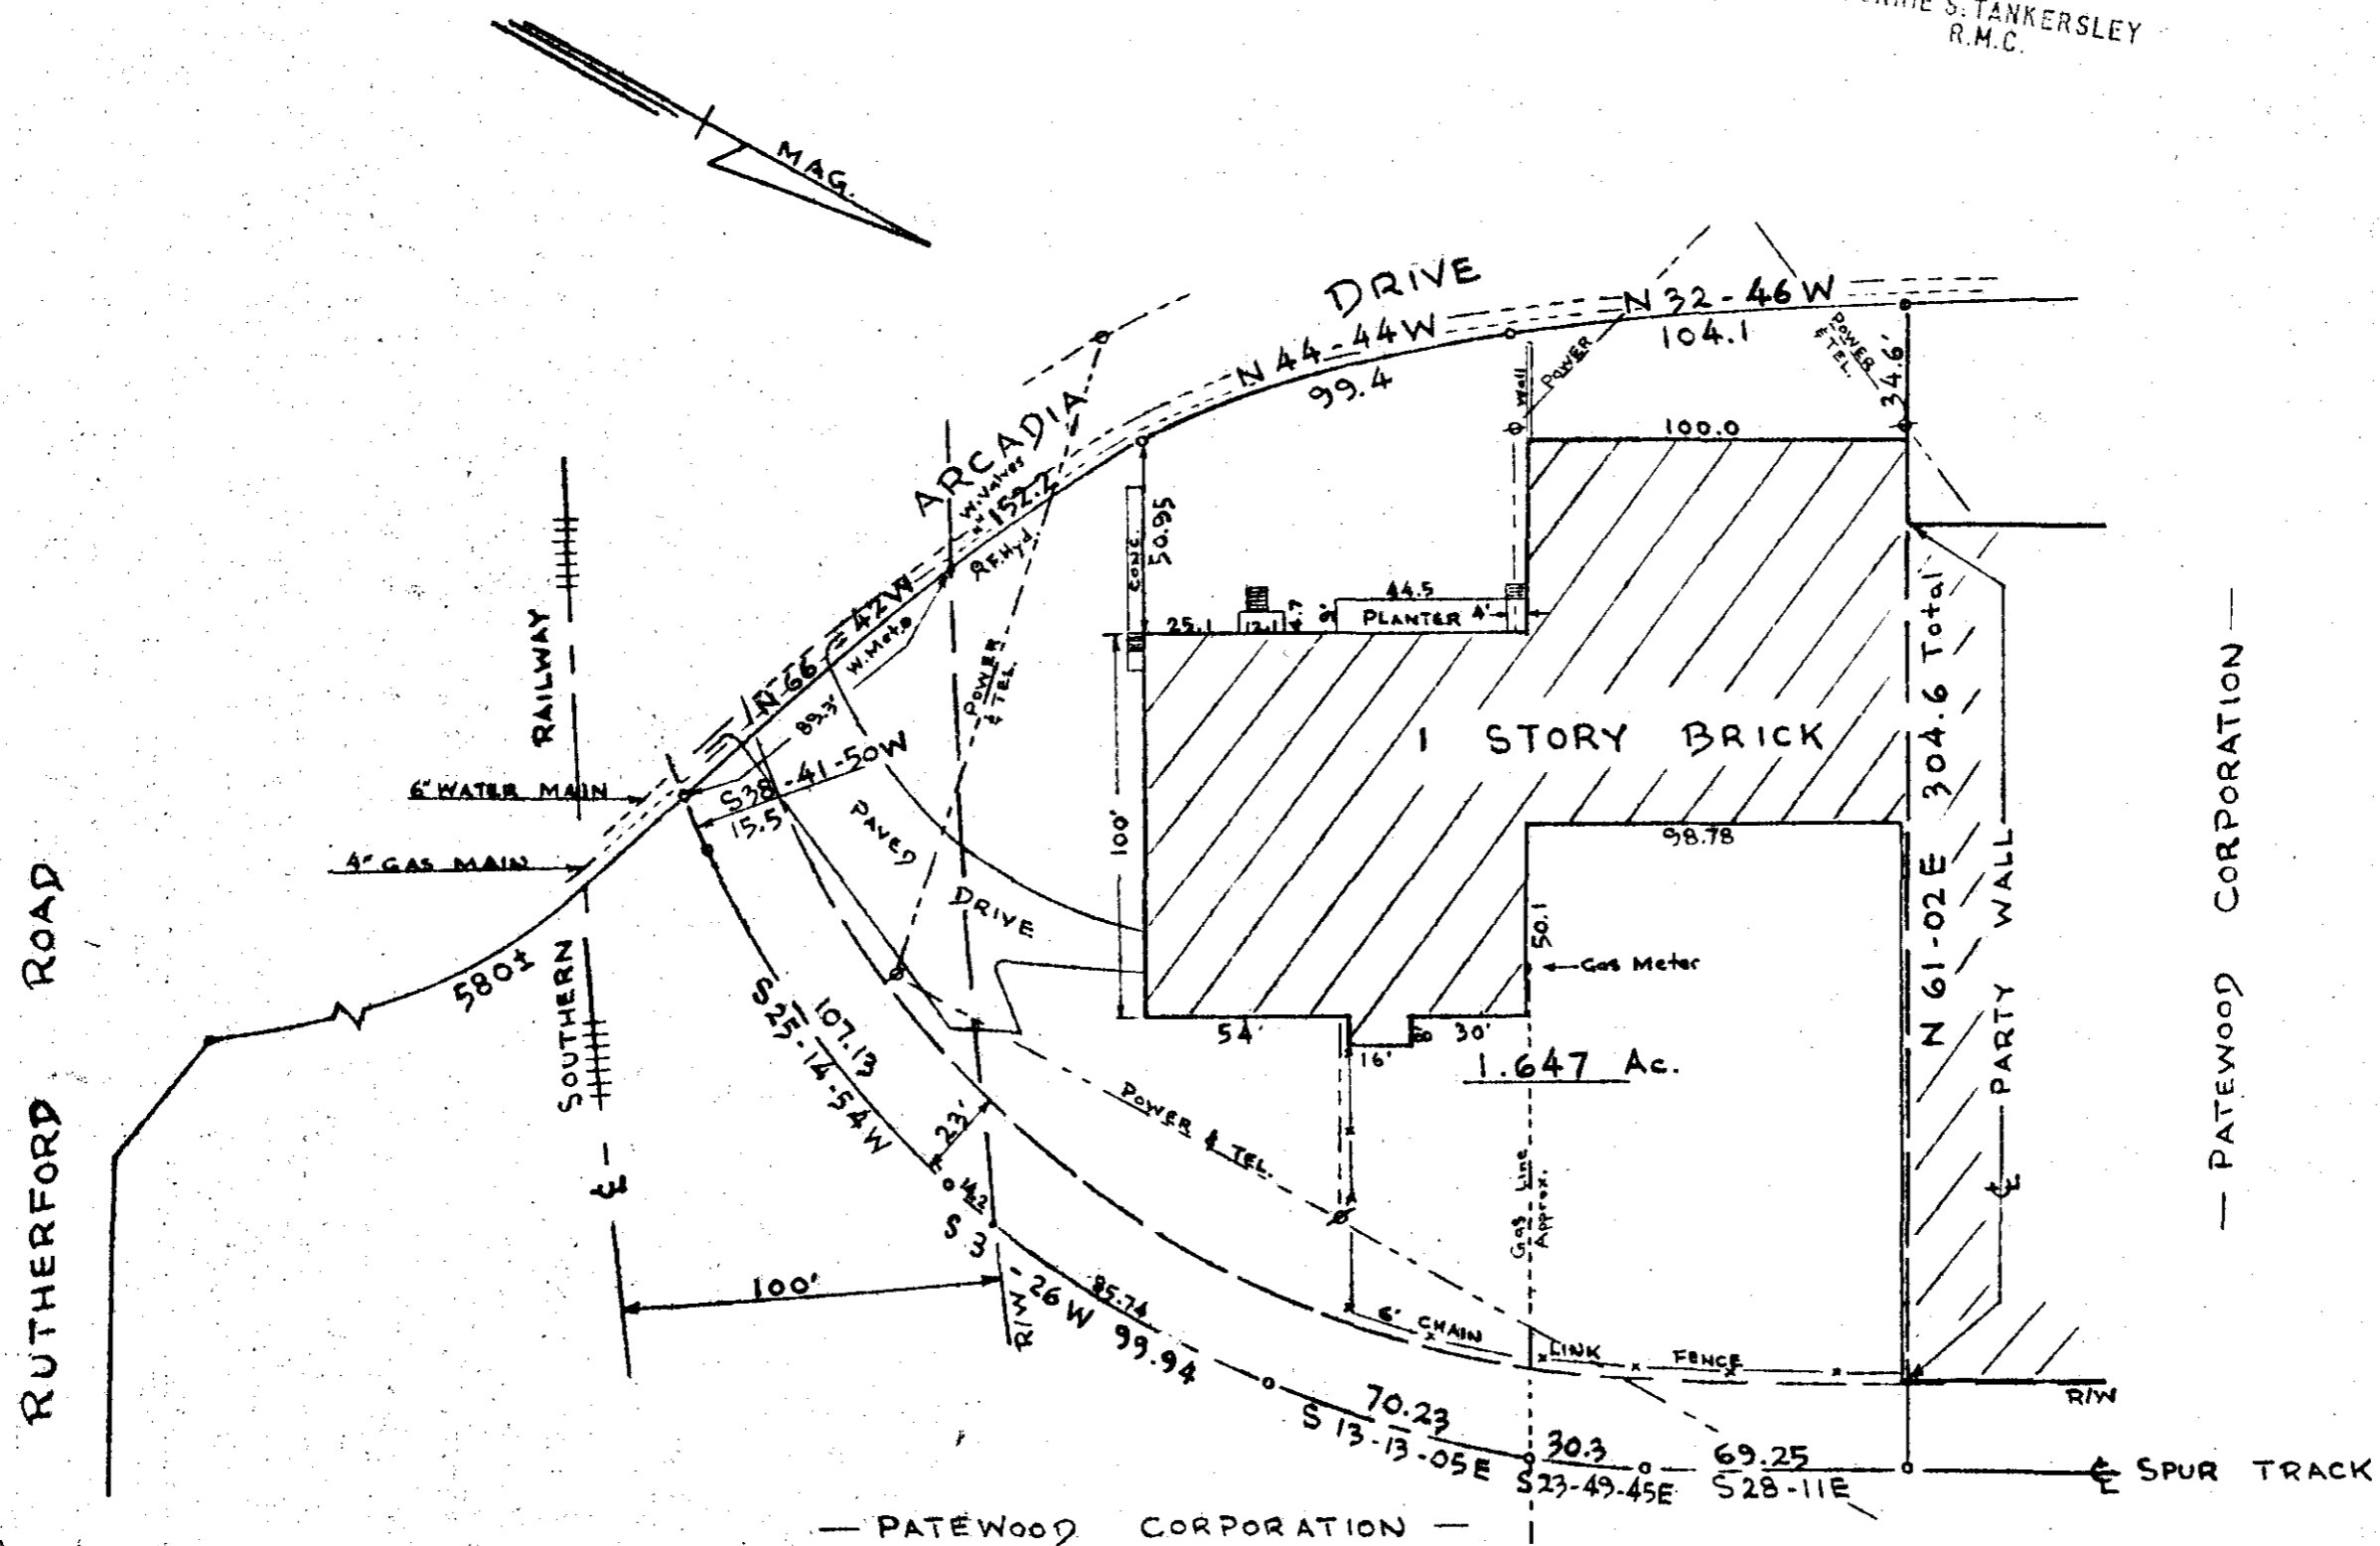 S. TANKERSLEY
R.M.C.
MAG.
ARCADIA DRIVE
N 32-46 W
104.1
N 44-44 W
99.4
POWER
POWER
& TEL.
34.6'
Wall
100.0
W. Valves
152.2
F. Hyd.
N 66-42 W
W. Meter
89.3'
CONC.
50.95
44.5
PLANTER 4'
25.1
12.1
POWER
& TEL.
RAILWAY
6" WATER MAIN
4" GAS MAIN
S 38-41-50 W
15.5
PAVED
DRIVE
100'
1 STORY BRICK
98.78
50.1
Gas Meter
N 61-02 E 304.6 Total
PARTY WALL
℄
— PATEWOOD CORPORATION —
RUTHERFORD ROAD
580±
SOUTHERN
℄
107.13
S 25-14-54 W
23'
14.2
S 3-26 W 99.94
85.74
100'
R/W
54'
16'
8'
30'
1.647 Ac.
POWER & TEL.
Gas Line
Approx.
6' CHAIN LINK FENCE
R/W
70.23
S 13-13-05 E
30.3
S 23-49-45 E
69.25
S 28-11 E
℄ SPUR TRACK
— PATEWOOD CORPORATION —